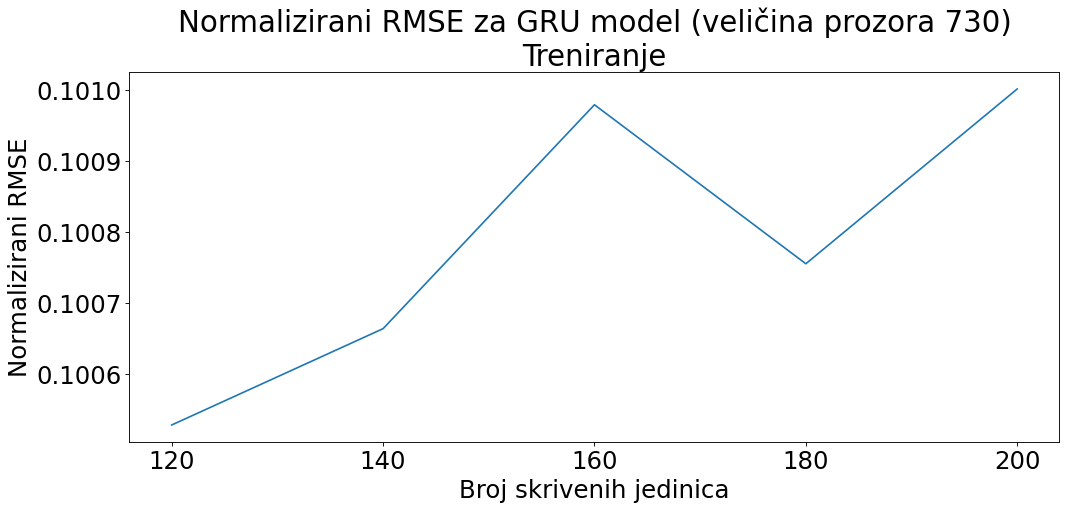 Normalizirani RMSE za GRU model (veličina prozora 730)
Treniranje
Normalizirani RMSE
0.1010
0.1009
0.1008
0.1007
0.1006
120 140 160 180 200
Broj skrivenih jedinica